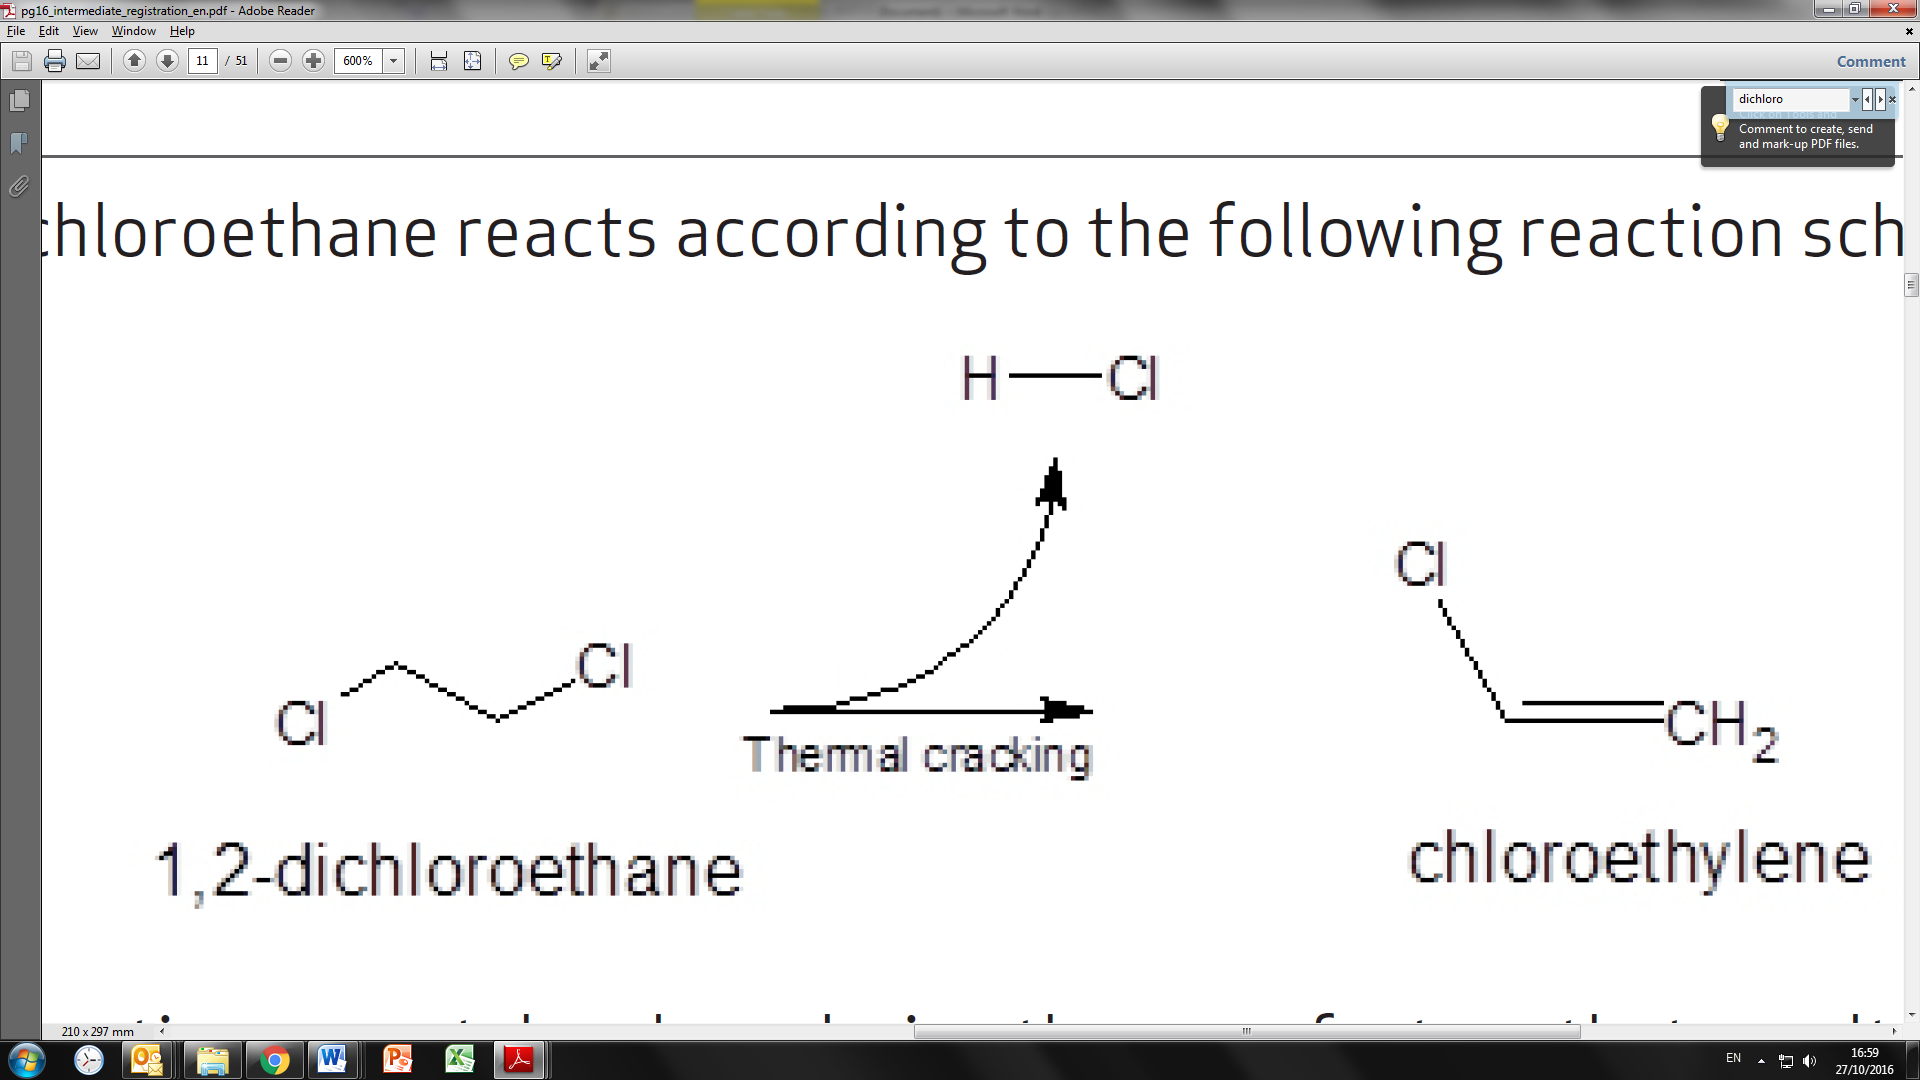 pg16_intermediate_registration_en.pdf - Adobe Reader
File Edit View Window Help
11 / 51 600% Comment
dichloro
Comment to create, send
and mark-up PDF files.
chloroethane reacts according to the following reaction sch
H Cl
Cl
Cl
Cl
CH2
Thermal cracking
1,2-dichloroethane
chloroethylene
210 x 297 mm
EN
16:59
27/10/2016